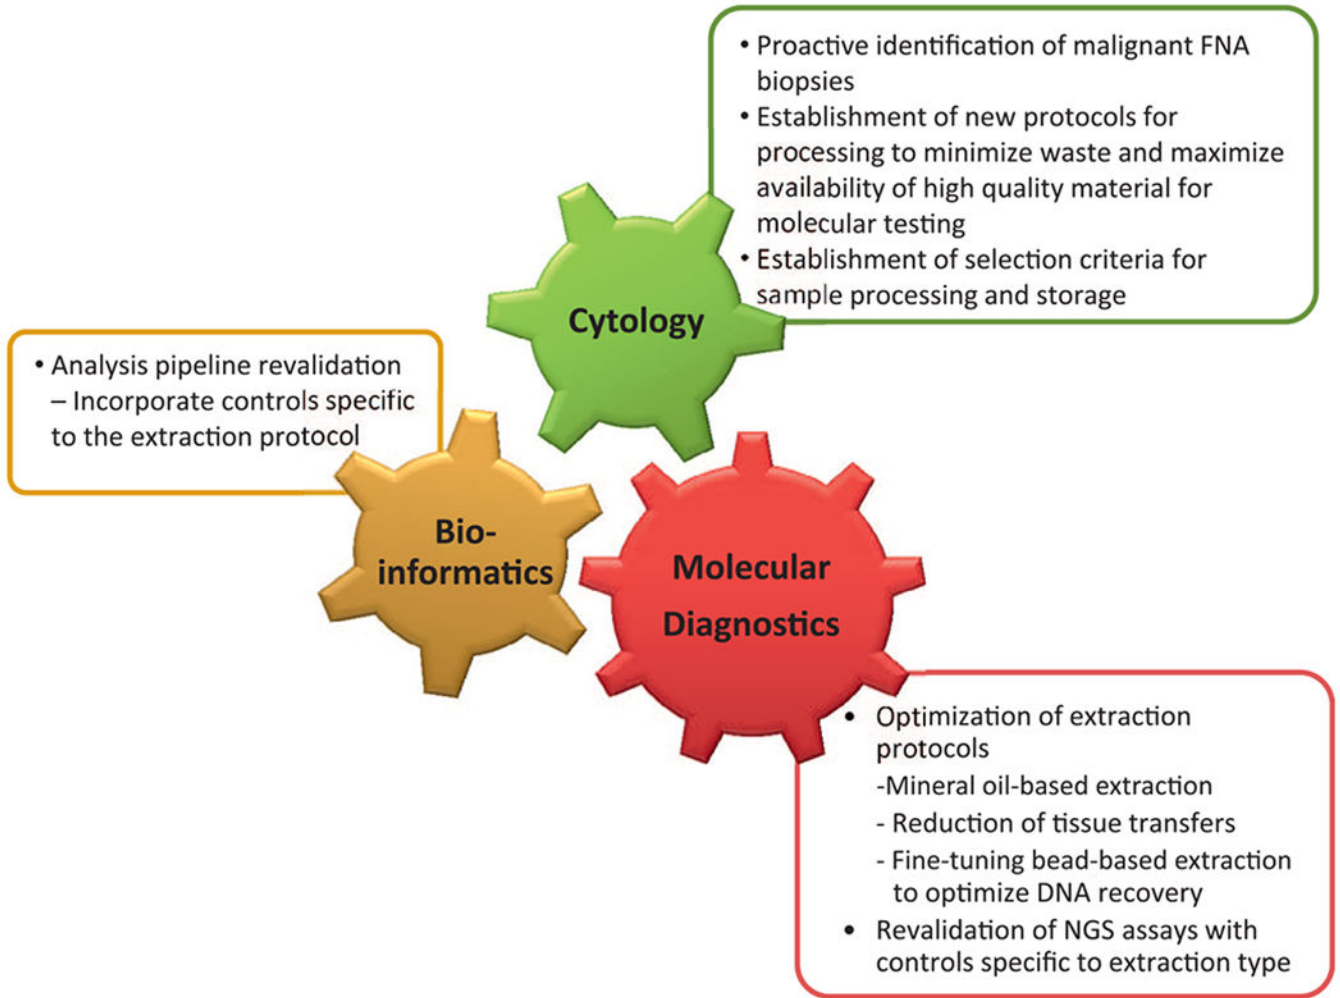 • Proactive identification of malignant FNA
biopsies
• Establishment of new protocols for
processing to minimize waste and maximize
availability of high quality material for
molecular testing
• Establishment of selection criteria for
sample processing and storage
Cytology
• Analysis pipeline revalidation
– Incorporate controls specific
to the extraction protocol
Bio-
informatics
Molecular
Diagnostics
• Optimization of extraction
protocols
-Mineral oil-based extraction
- Reduction of tissue transfers
- Fine-tuning bead-based extraction
to optimize DNA recovery
• Revalidation of NGS assays with
controls specific to extraction type